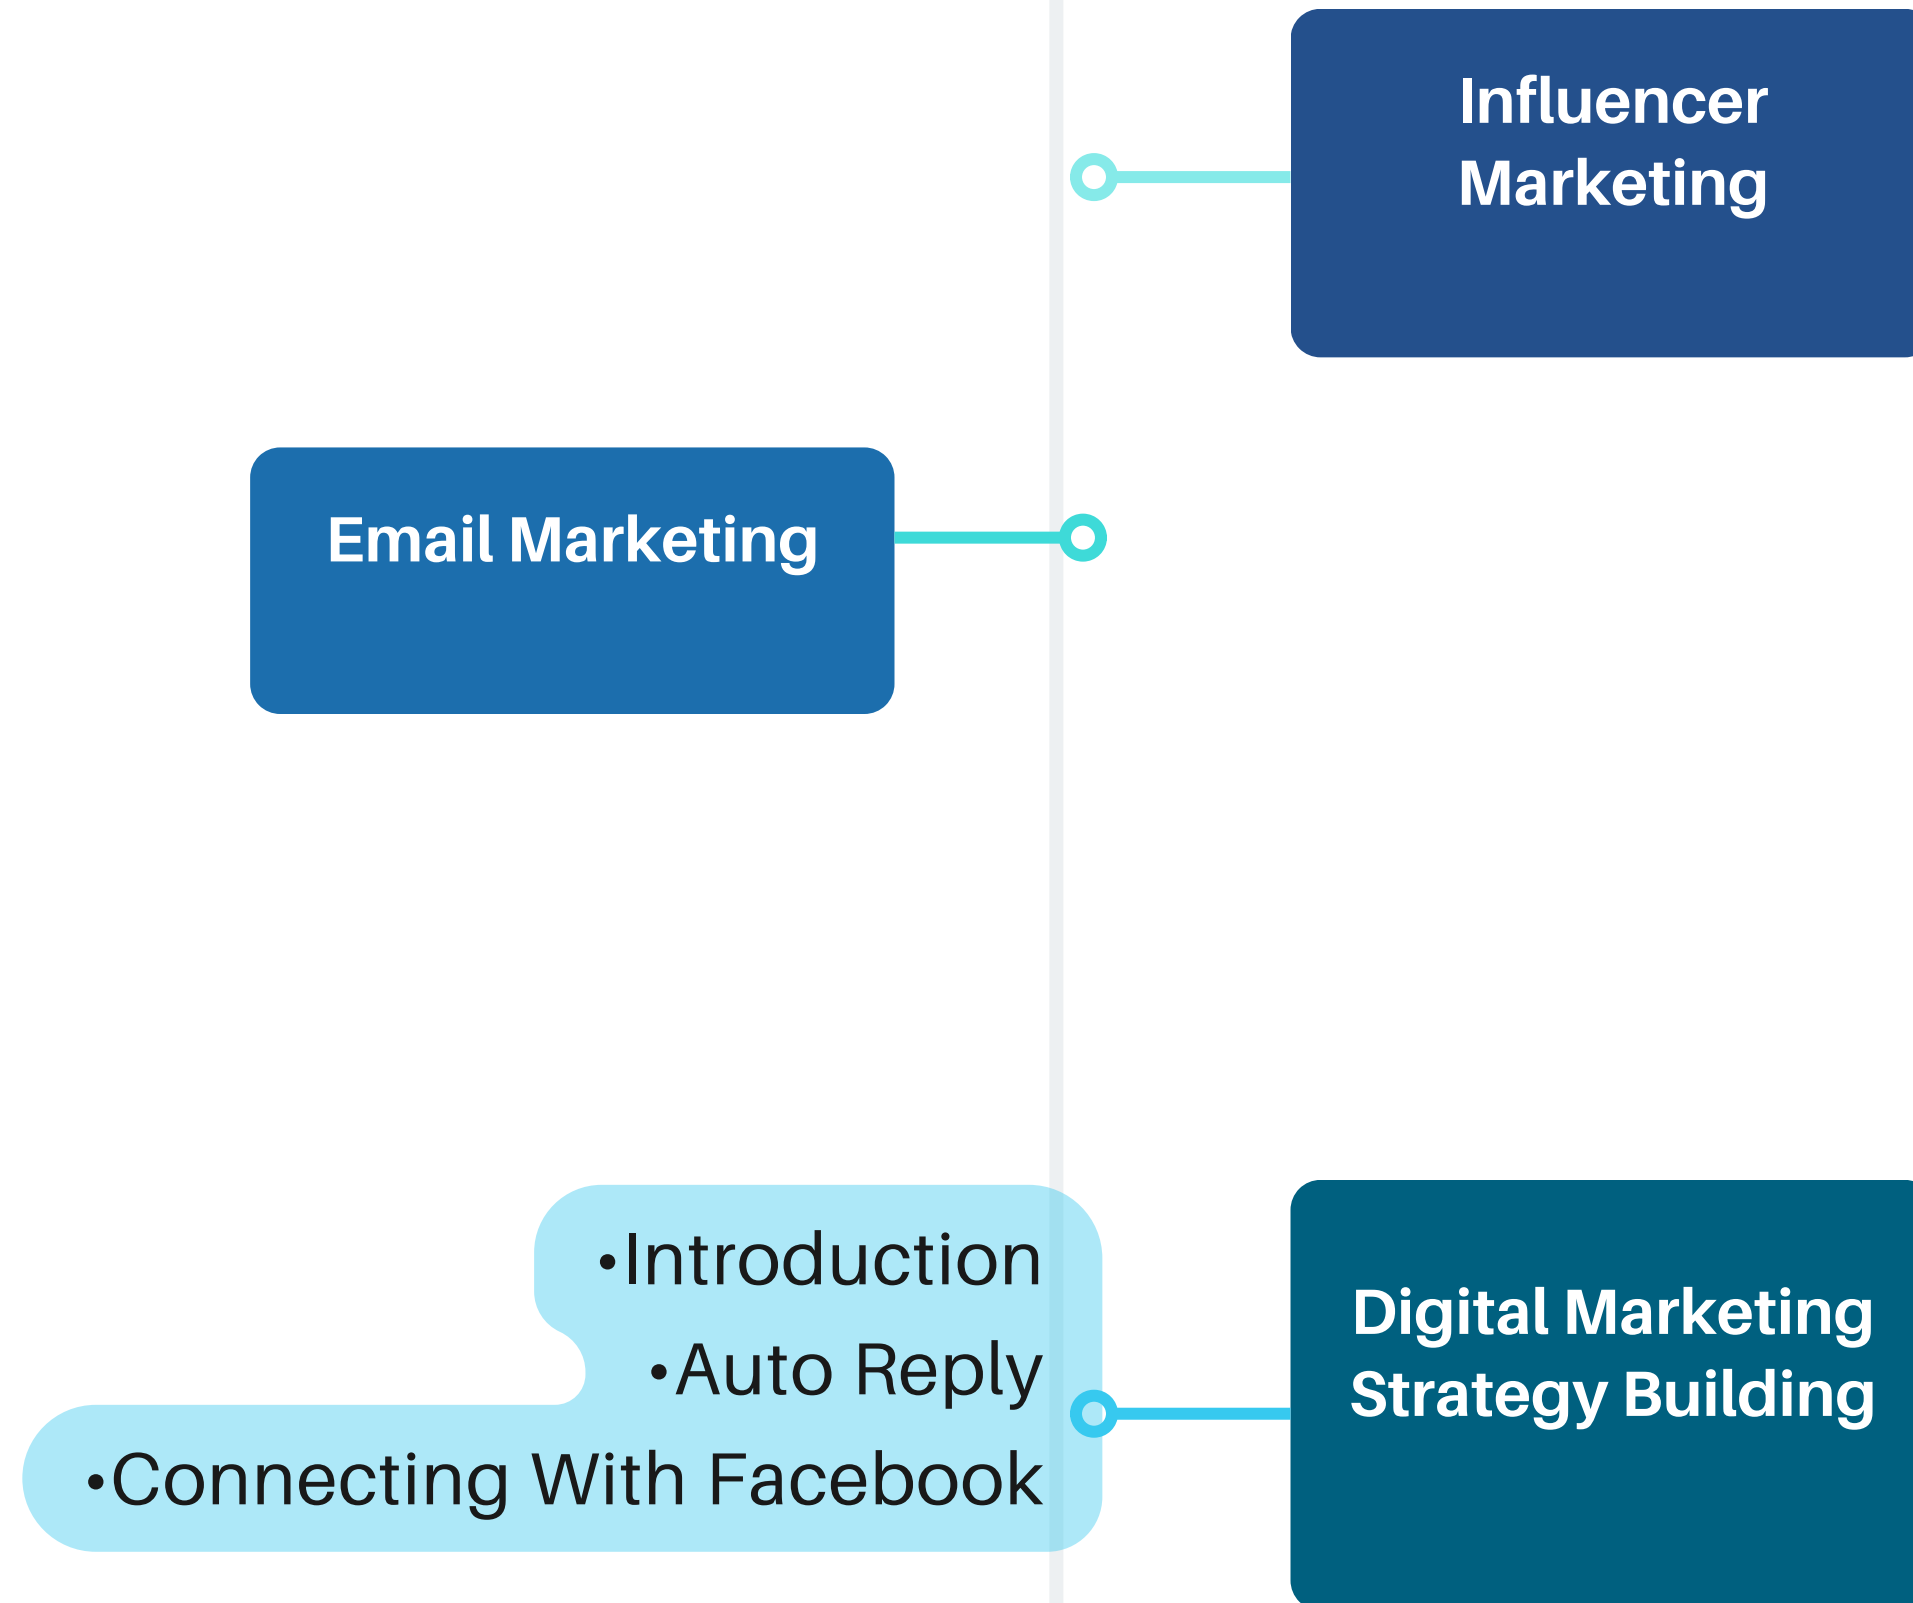 Influencer
Marketing
Email Marketing
•Introduction
•Auto Reply
•Connecting With Facebook
Digital Marketing
Strategy Building